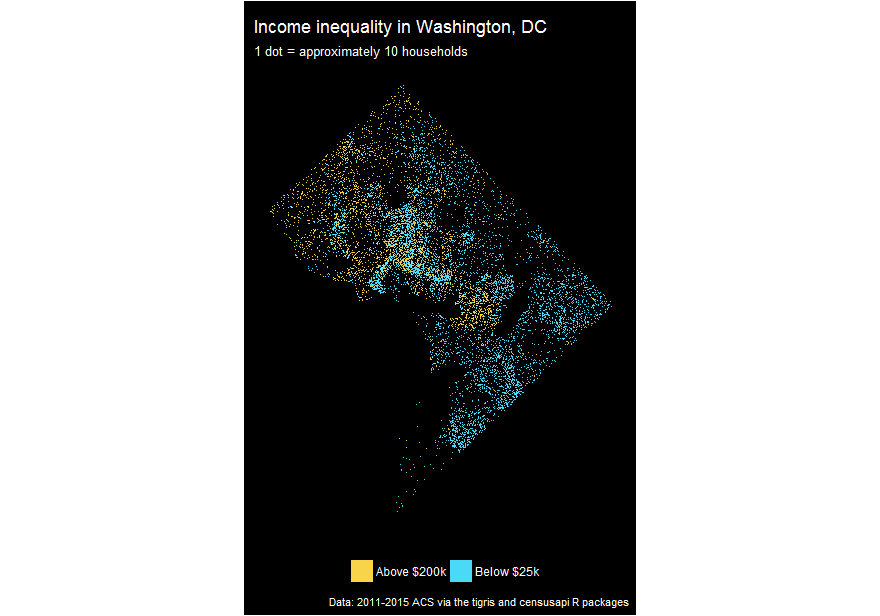 Income inequality in Washington, DC
1 dot = approximately 10 households
Above $200k Below $25k
Data: 2011-2015 ACS via the tigris and censusapi R packages